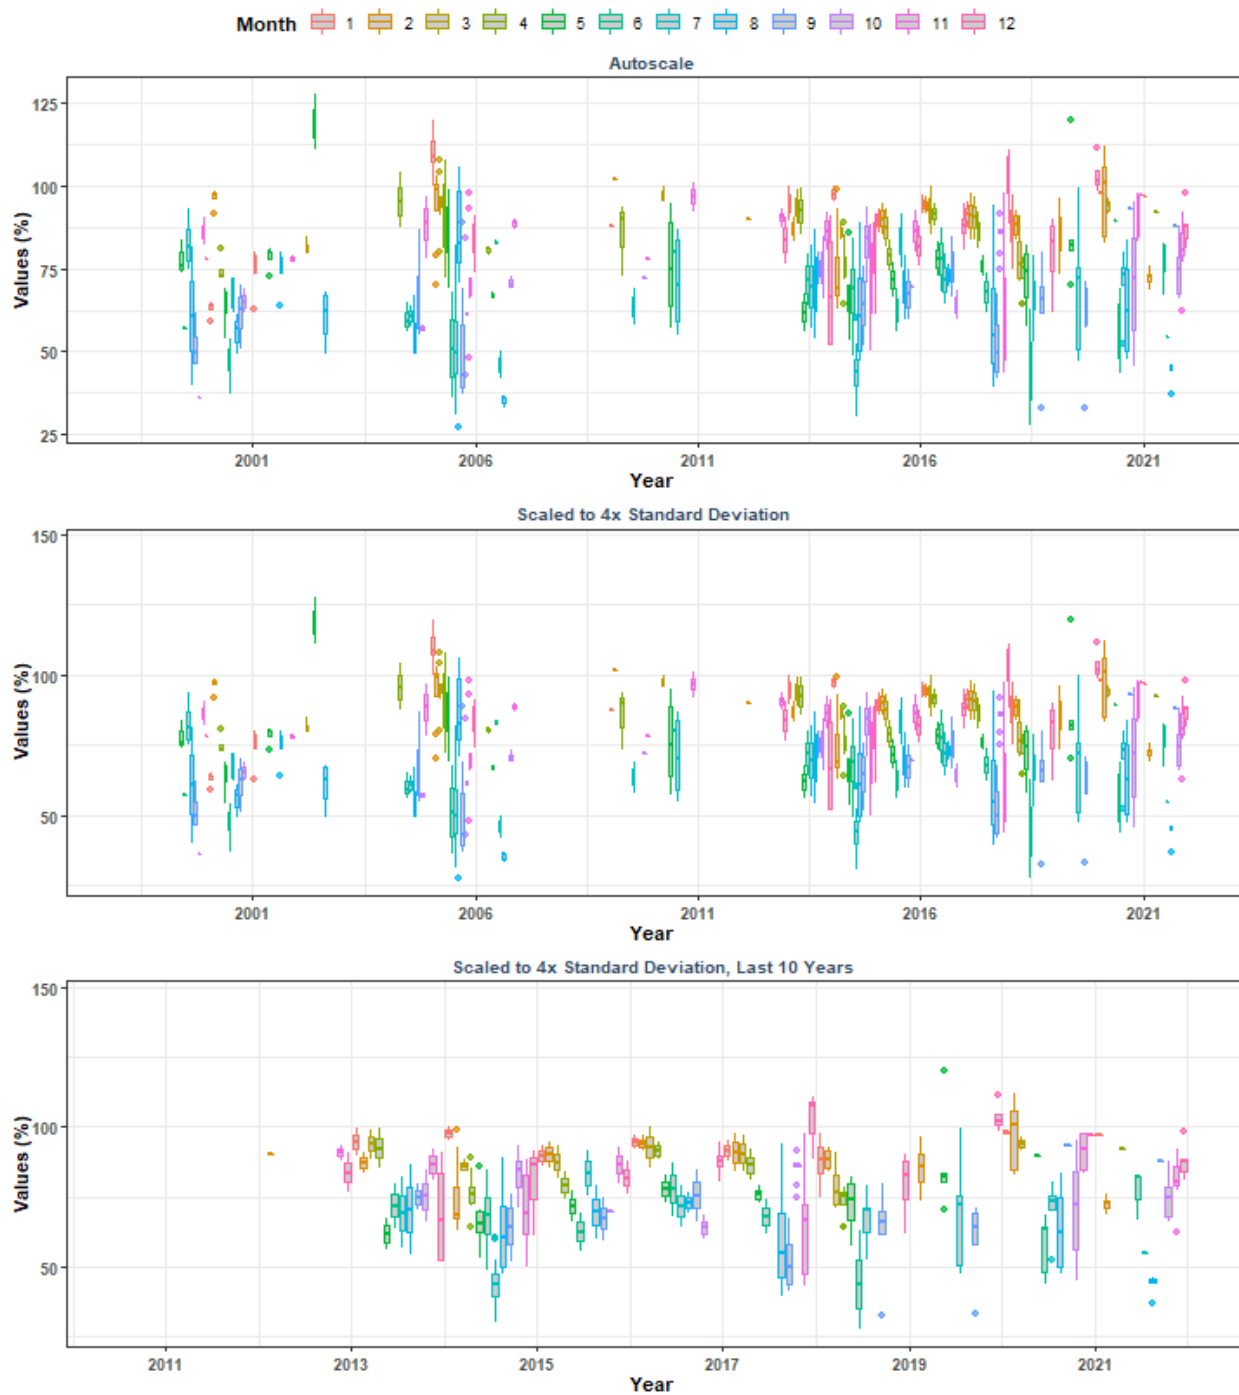 Month 1 2 3 4 5 6 7 8 9 10 11 12
Autoscale
125
100
75
50
25
Values (%)
2001 2006 2011 2016 2021
Year
Scaled to 4x Standard Deviation
150
100
50
Values (%)
2001 2006 2011 2016 2021
Year
Scaled to 4x Standard Deviation, Last 10 Years
150
100
50
Values (%)
2011 2013 2015 2017 2019 2021
Year